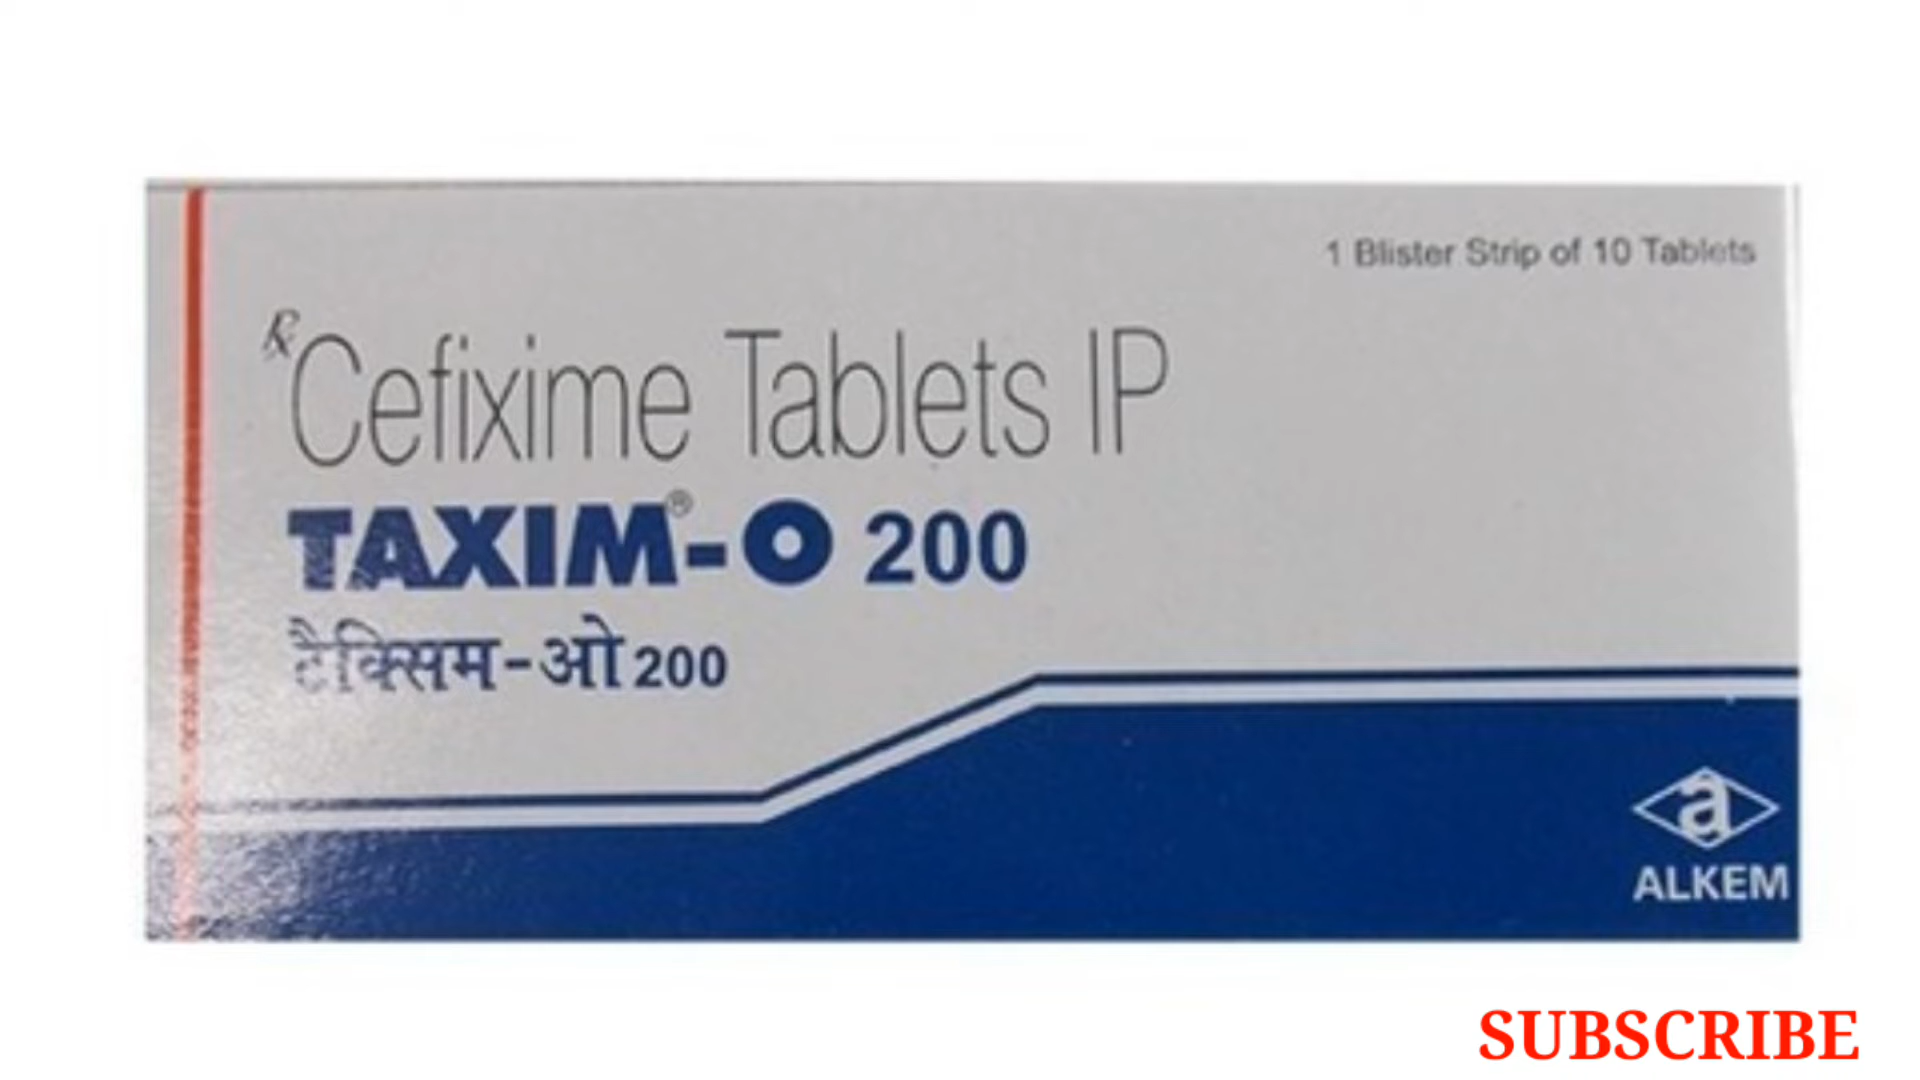 1 Blister Strip of 10 Tablets
℞ Cefixime Tablets IP
TAXIM®-O 200
टैक्सिम-ओ 200
a
ALKEM
SUBSCRIBE